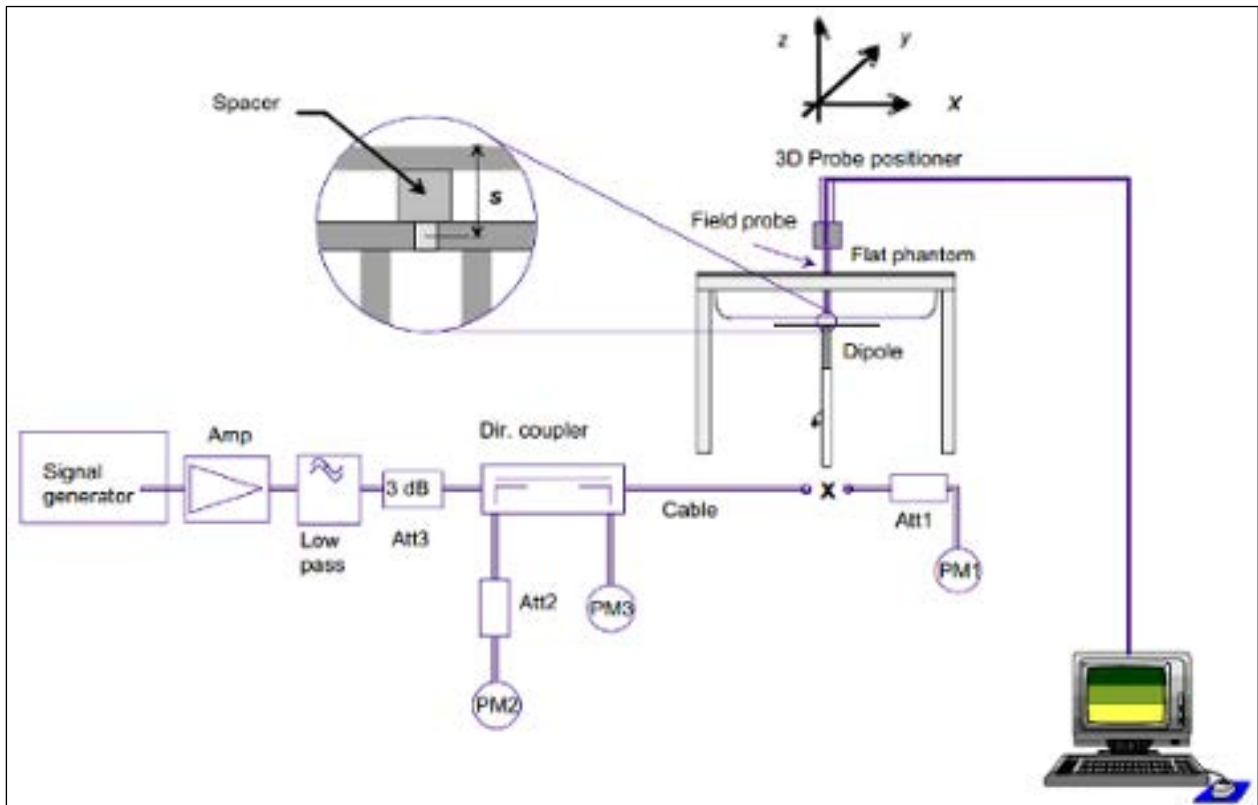 z
y
x
Spacer
3D Probe positioner
s
Field probe
Flat phantom
Dipole
Amp
Dir. coupler
Signal
generator
3 dB
Cable
X
Att3
Att1
Low
pass
PM1
Att2
PM3
PM2